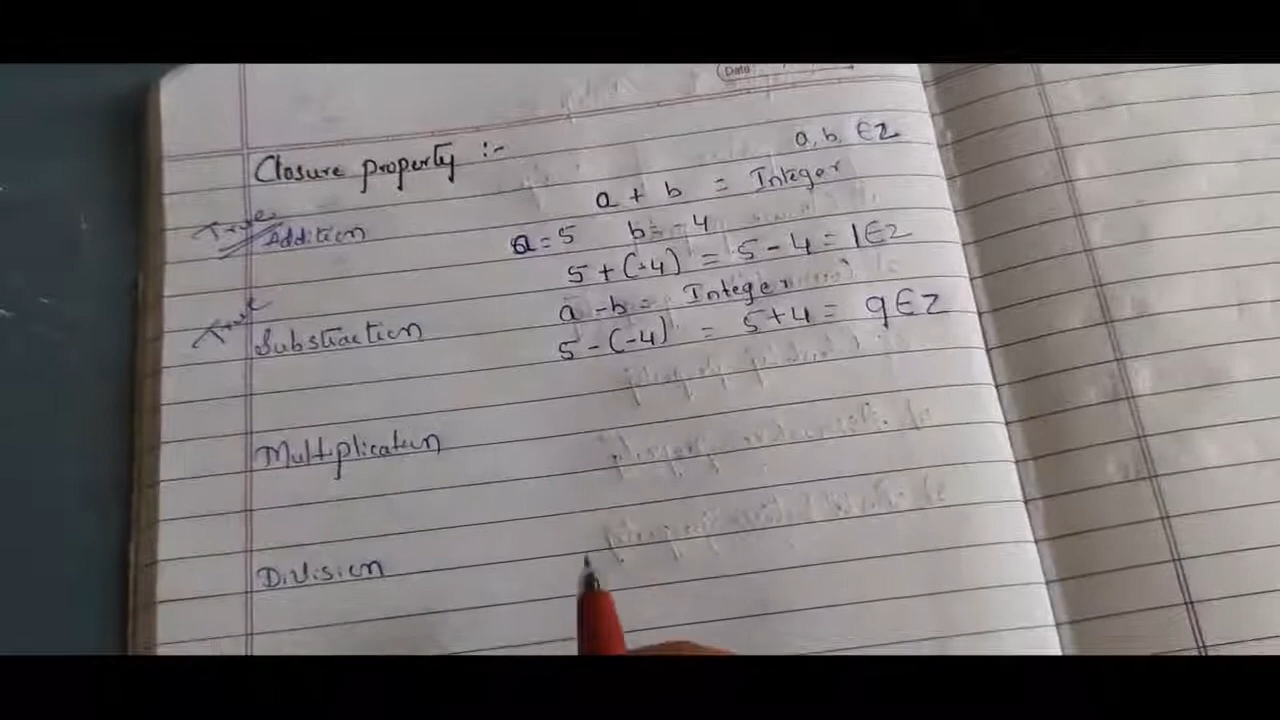 Date
Closure property :-
a, b, ∈Z
a + b = Integer
True Addition
a = 5 b = -4
5 + (-4) = 5 - 4 = 1∈Z
a - b = Integer
True Substraction
5 - (-4) = 5 + 4 = 9∈Z
Multiplication
Division